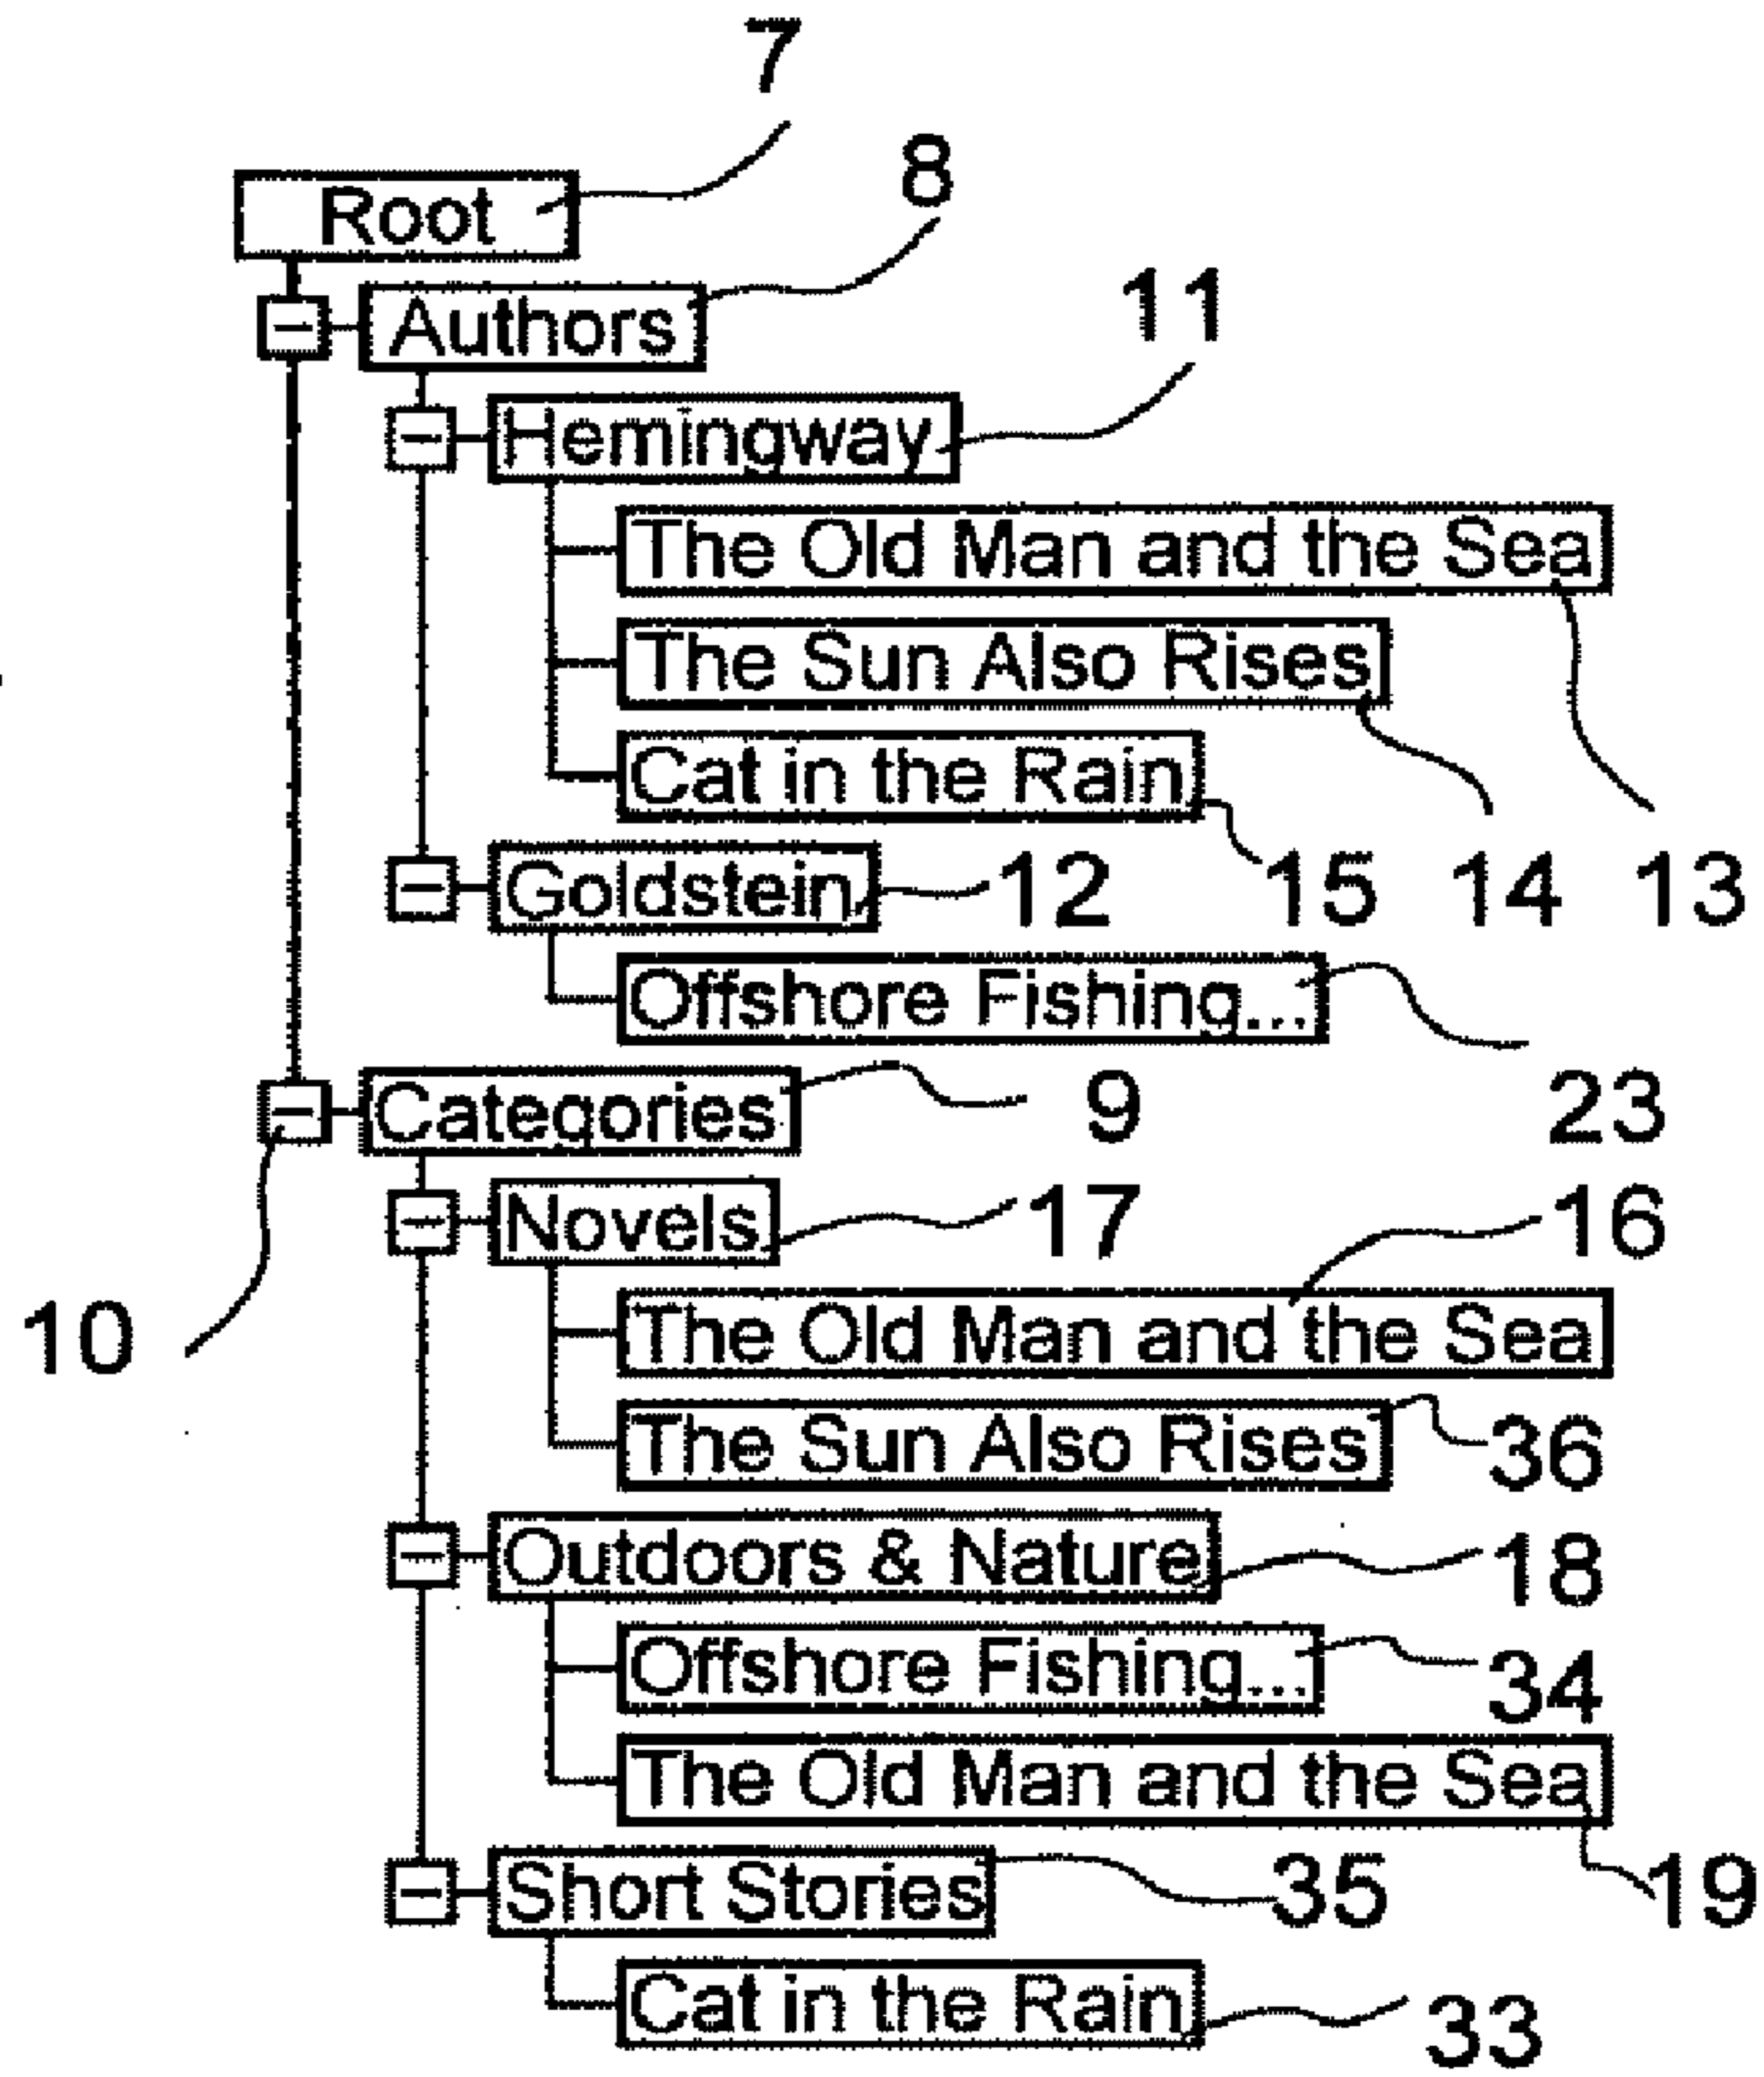 7
Root
8
Authors
11
Hemingway
The Old Man and the Sea
The Sun Also Rises
Cat in the Rain
Goldstein
12
15
14
13
Offshore Fishing...
Categories
9
23
Novels
17
16
10
The Old Man and the Sea
The Sun Also Rises
36
Outdoors & Nature
18
Offshore Fishing...
34
The Old Man and the Sea
Short Stories
35
19
Cat in the Rain
33